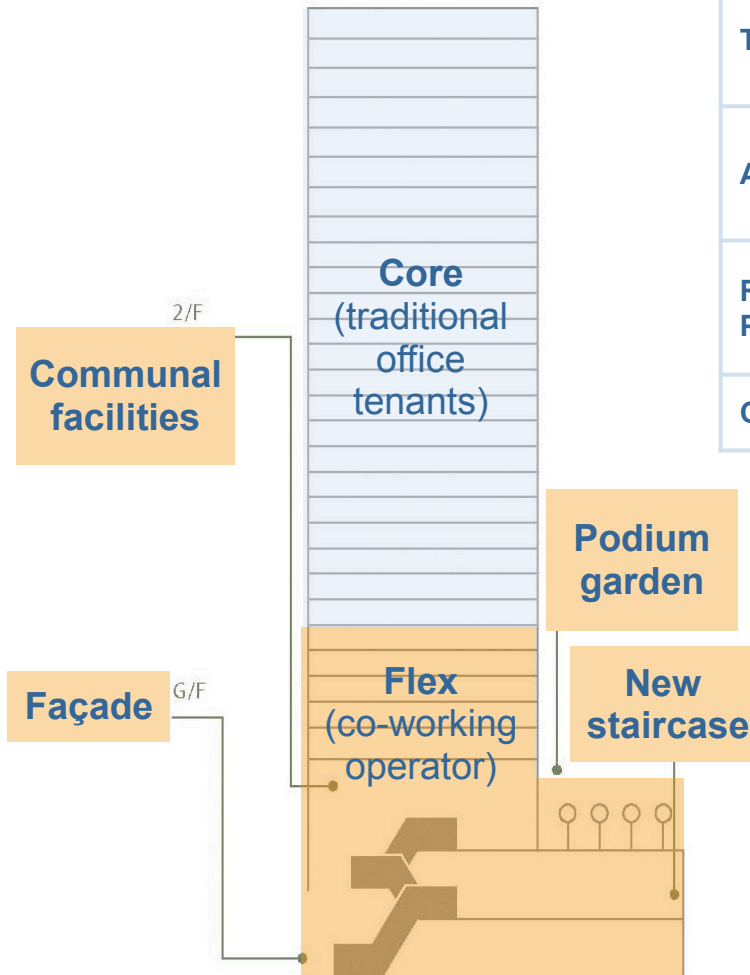 Core
(traditional
office
tenants)
2/F
Communal
facilities
Podium
garden
G/F
Façade
Flex
(co-working
operator)
New
staircase